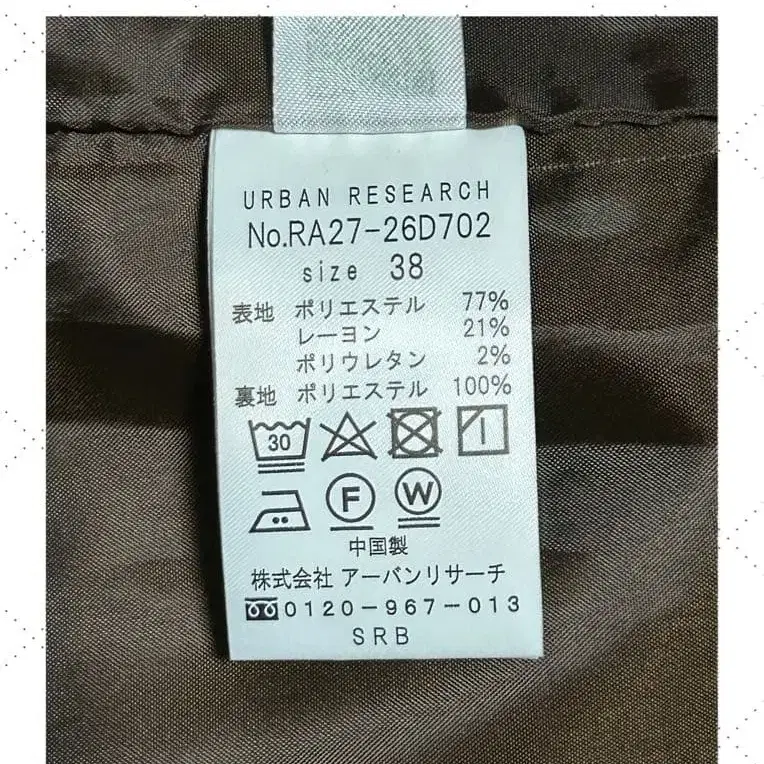 URBAN RESEARCH
No.RA27-26D702
size 38
表地 ポリエステル 77%
レーヨン 21%
ポリウレタン 2%
裏地 ポリエステル 100%
30
F W
中国製
株式会社 アーバンリサーチ
0120-967-013
SRB